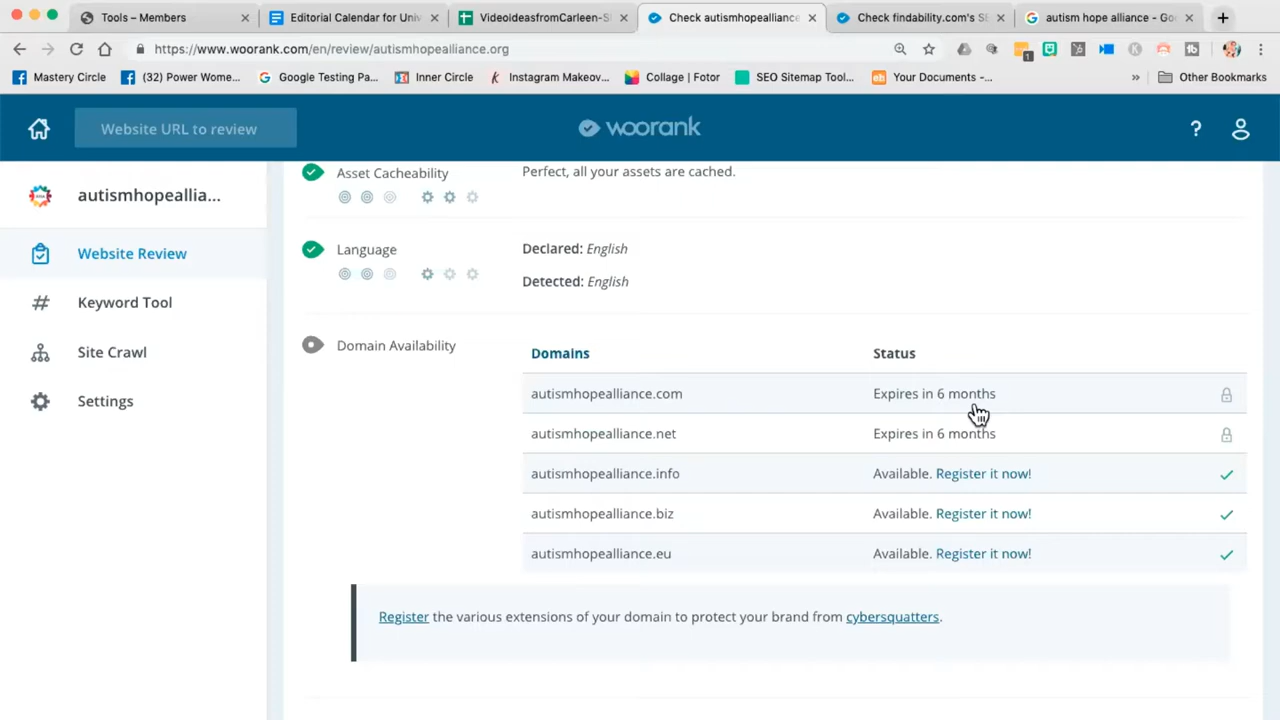 Tools – Members
Editorial Calendar for Univ
VideoideasfromCarleen-S
Check autismhopealliance
Check findability.com's SE
autism hope alliance - Go
https://www.woorank.com/en/review/autismhopealliance.org
1
Mastery Circle
(32) Power Wome...
Google Testing Pa...
Inner Circle
Instagram Makeov...
Collage | Fotor
SEO Sitemap Tool...
Your Documents -...
» Other Bookmarks
Website URL to review
woorank
?
autismhopeallia...
Website Review
Keyword Tool
Site Crawl
Settings
Asset Cacheability Perfect, all your assets are cached.
Language Declared: English
Detected: English
Domain Availability
Domains Status
autismhopealliance.com Expires in 6 months
autismhopealliance.net Expires in 6 months
autismhopealliance.info Available. Register it now!
autismhopealliance.biz Available. Register it now!
autismhopealliance.eu Available. Register it now!
Register the various extensions of your domain to protect your brand from cybersquatters.